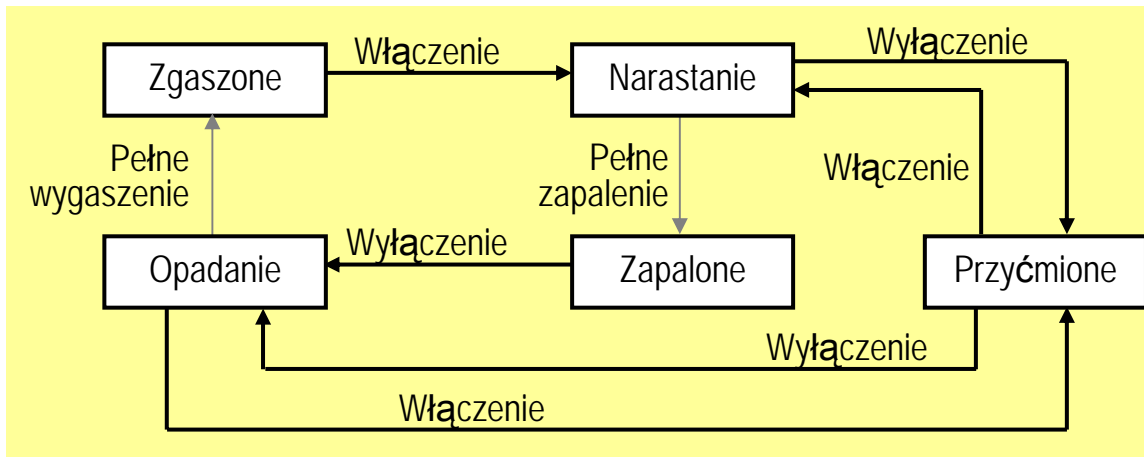 Włączenie
Wyłączenie
Zgaszone
Narastanie
Pełne
wygaszenie
Pełne
zapalenie
Włączenie
Wyłączenie
Opadanie
Zapalone
Przyćmione
Wyłączenie
Włączenie